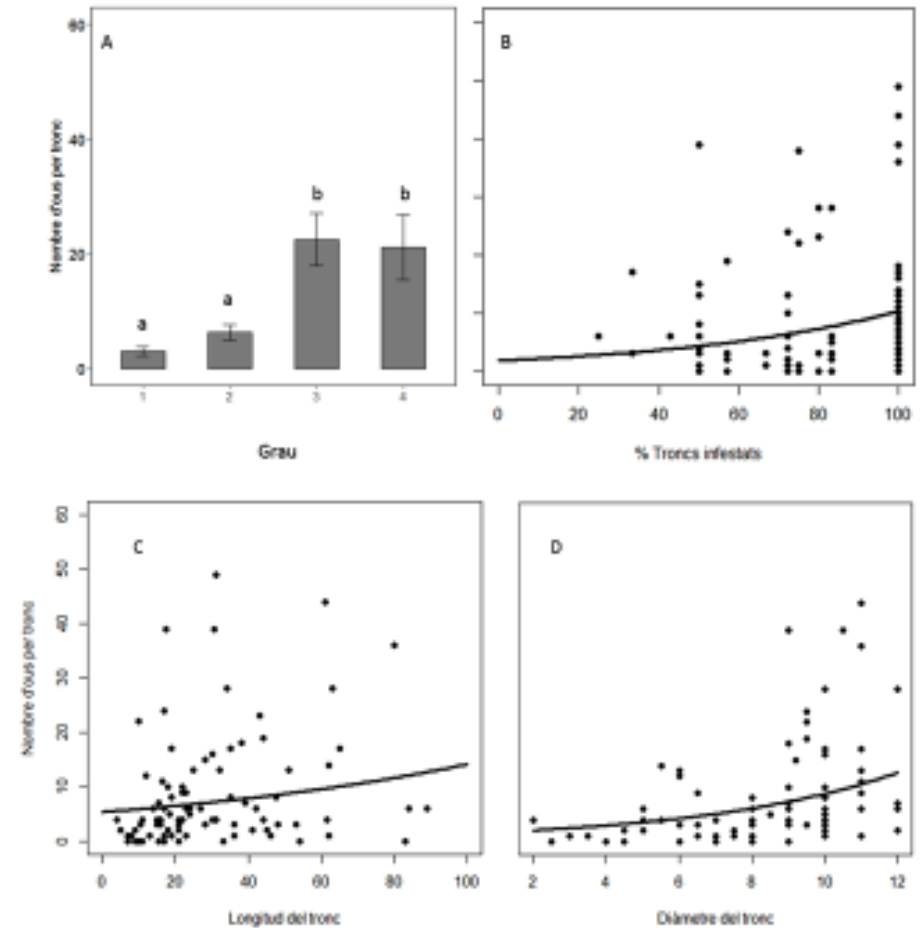 A
60
40
20
0
Nombre d'ous per tronc
a
a
b
b
1
2
3
4
Grau
B
0
20
40
60
80
100
% Troncs infestats
C
60
50
40
30
20
10
0
Nombre d'ous per tronc
0
20
40
60
80
100
Longitud del tronc
D
2
4
6
8
10
12
Diàmetre del tronc